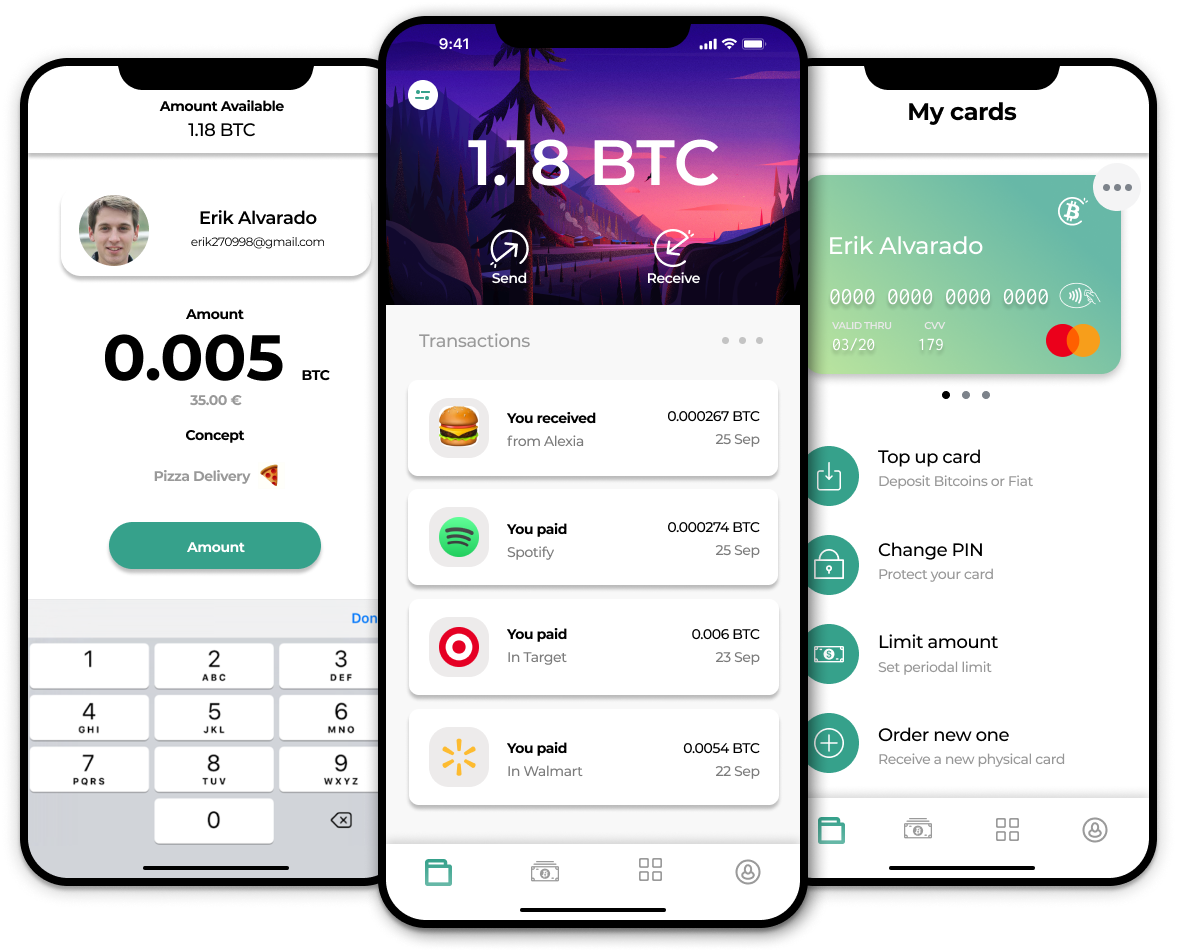 Amount Available
1.18 BTC
Erik Alvarado
erik270998@gmail.com
Amount
0.005 BTC
35.00 €
Concept
Pizza Delivery
Amount
Don
1
2
ABC
3
DEF
4
GHI
5
JKL
6
MNO
7
PQRS
8
TUV
9
WXYZ
0
9:41
1.18 BTC
Send
Receive
Transactions
You received
from Alexia
0.000267 BTC
25 Sep
You paid
Spotify
0.000274 BTC
25 Sep
You paid
In Target
0.006 BTC
23 Sep
You paid
In Walmart
0.0054 BTC
22 Sep
My cards
Erik Alvarado
0000 0000 0000 0000
VALID THRU
CVV
03/20
179
Top up card
Deposit Bitcoins or Fiat
Change PIN
Protect your card
Limit amount
Set periodal limit
Order new one
Receive a new physical card